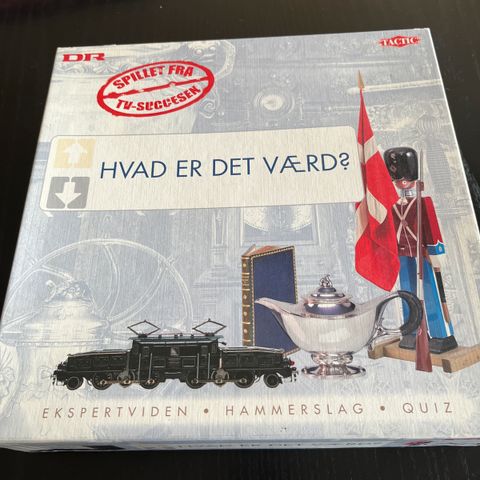 DR
TACTIC
SPILLET FRA
TV-SUCCESEN
HVAD ER DET VÆRD?
EKSPERTVIDEN • HAMMERSLAG • QUIZ